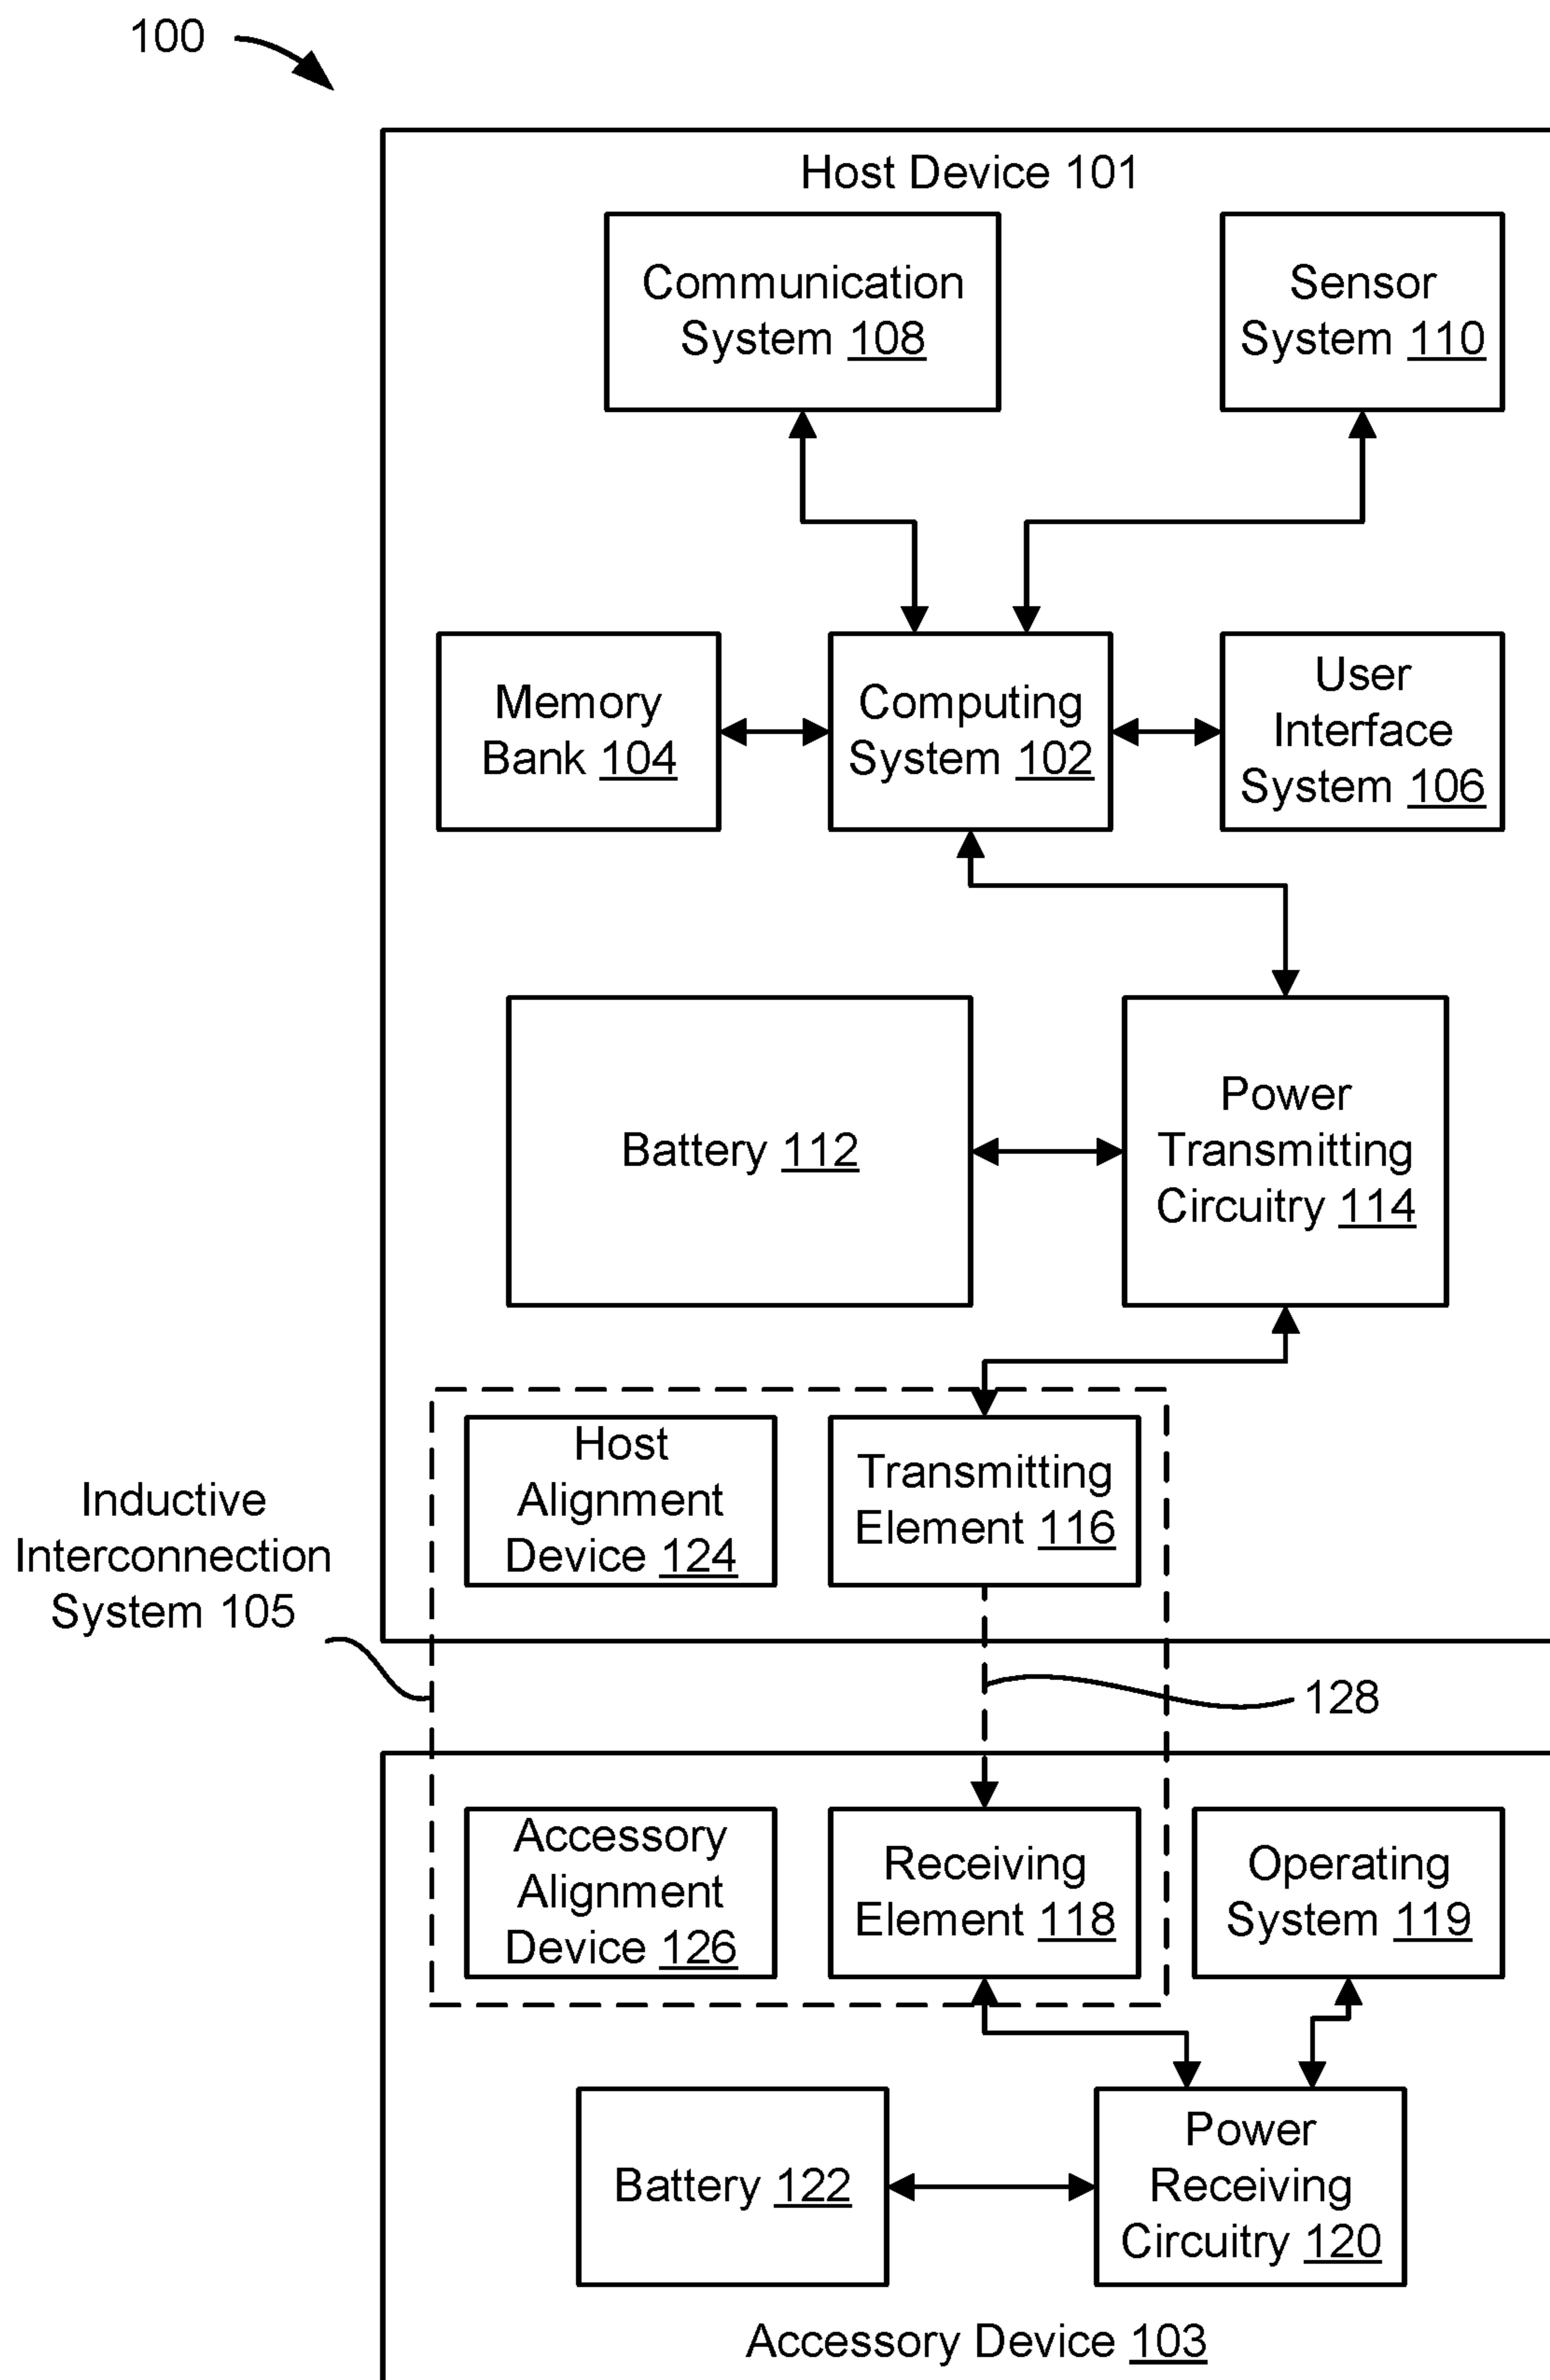 100
Host Device 101
Communication
System 108
Sensor
System 110
Memory
Bank 104
Computing
System 102
User
Interface
System 106
Battery 112
Power
Transmitting
Circuitry 114
Host
Alignment
Device 124
Transmitting
Element 116
Inductive
Interconnection
System 105
128
Accessory
Alignment
Device 126
Receiving
Element 118
Operating
System 119
Battery 122
Power
Receiving
Circuitry 120
Accessory Device 103